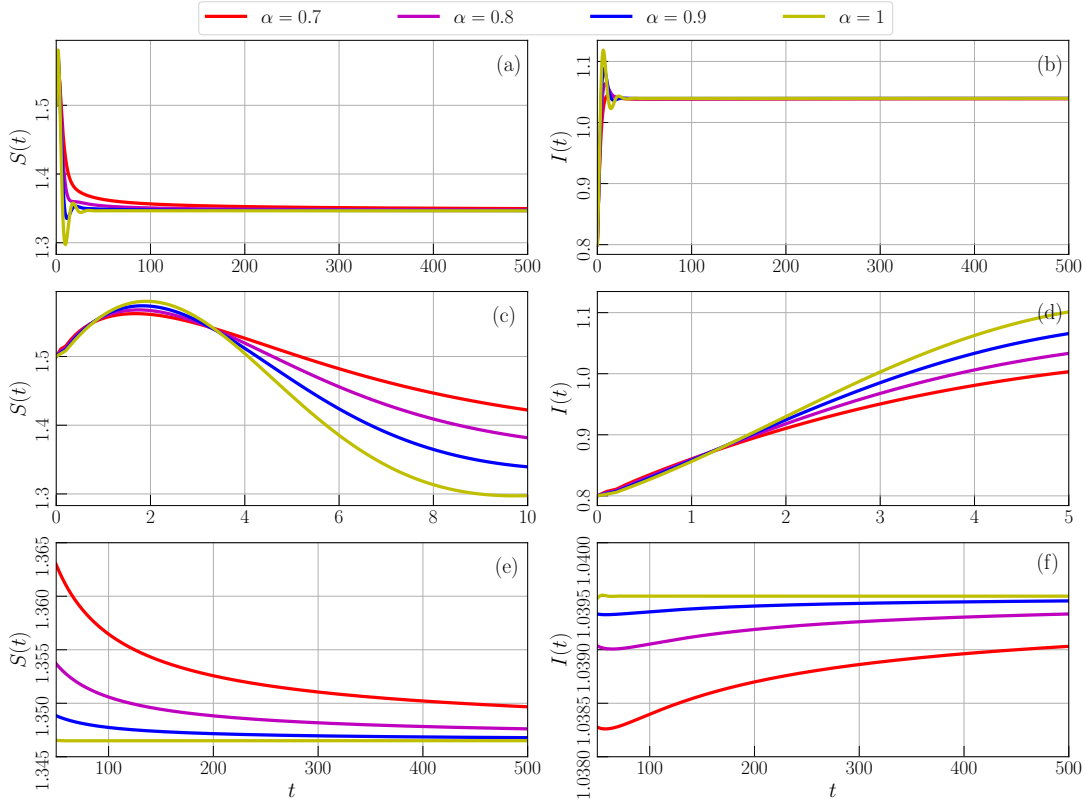 α = 0.7 α = 0.8 α = 0.9 α = 1
(a)
S(t)
1.5
1.4
1.3
0 100 200 300 400 500
(b)
I(t)
1.1
1.0
0.9
0.8
0 100 200 300 400 500
(c)
S(t)
1.5
1.4
1.3
0 2 4 6 8 10
(d)
I(t)
1.1
1.0
0.9
0.8
0 1 2 3 4 5
(e)
S(t)
1.365
1.360
1.355
1.350
1.345
100 200 300 400 500
t
(f)
I(t)
1.0400
1.0395
1.0390
1.0385
1.0380
100 200 300 400 500
t